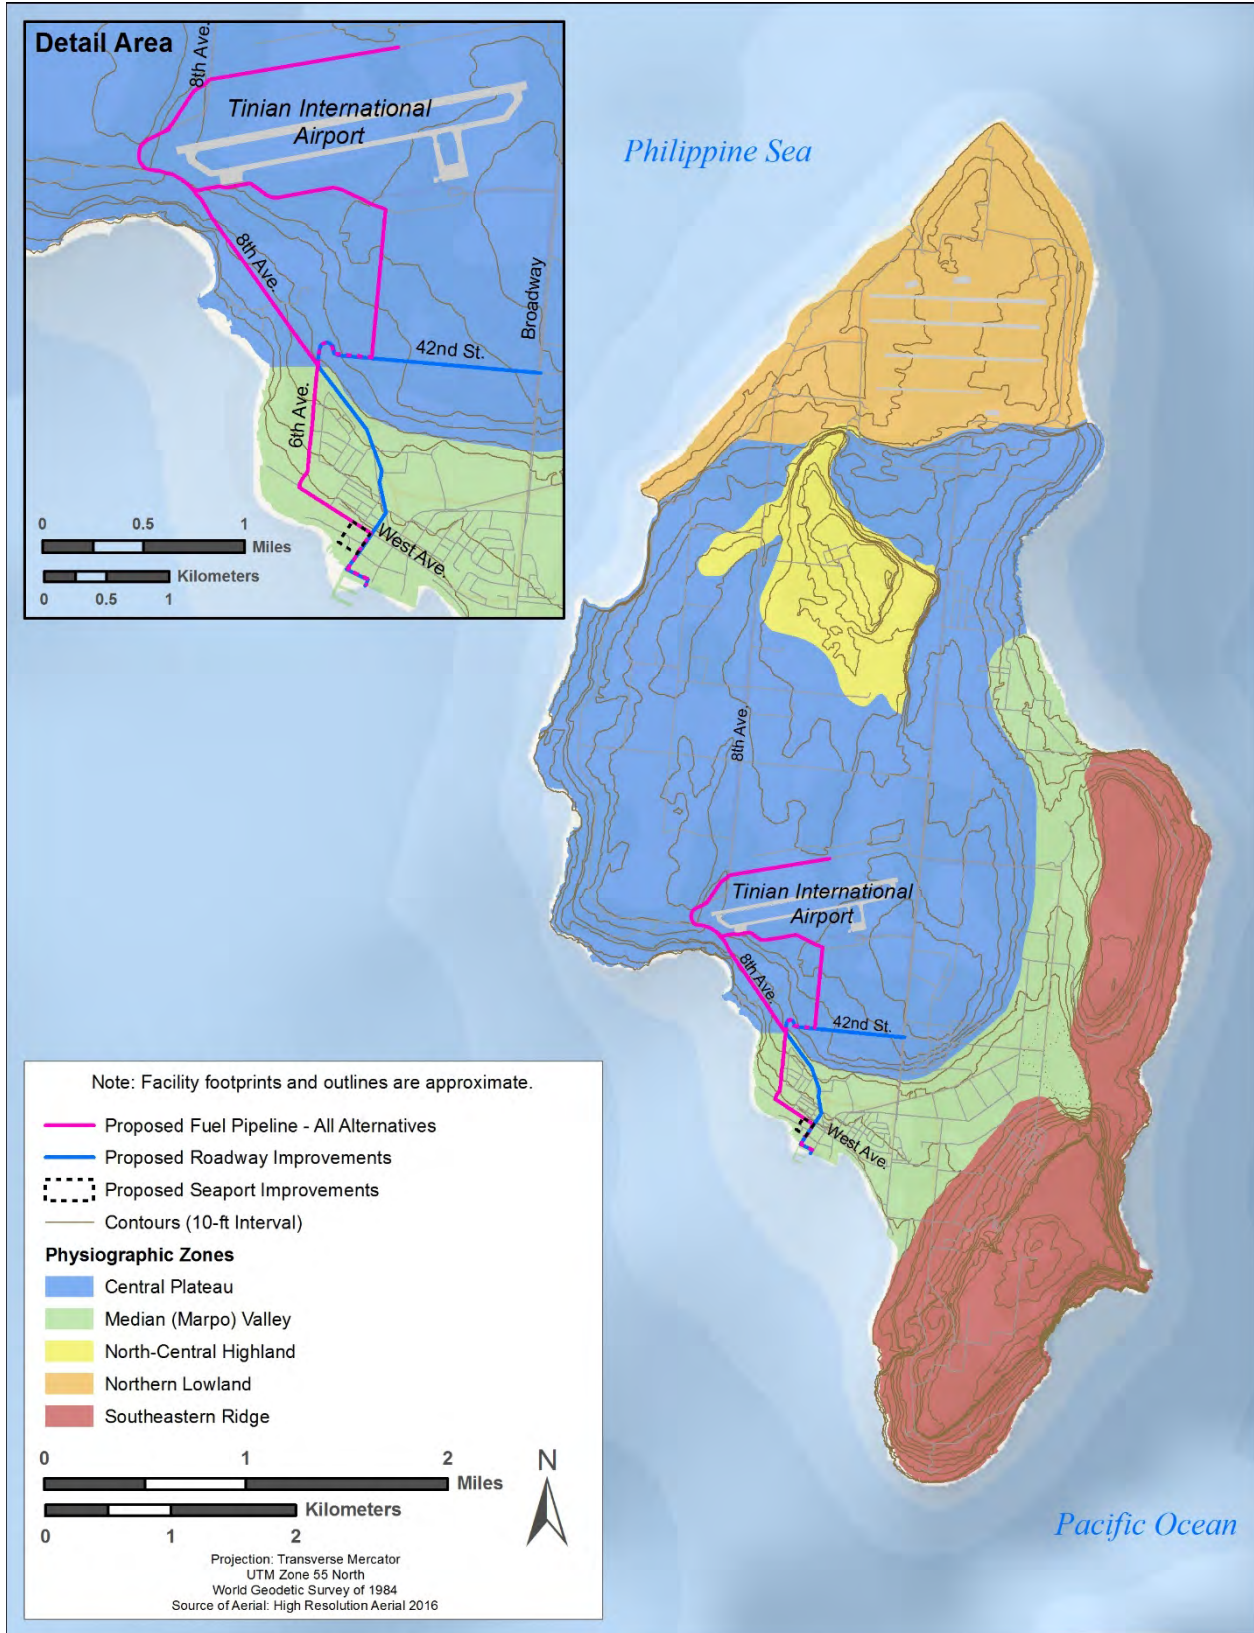 Detail Area
8th Ave.
Tinian International
Airport
8th Ave.
Broadway
42nd St.
6th Ave.
West Ave.
0 0.5 1
Miles
Kilometers
0 0.5 1
Philippine Sea
8th Ave.
Tinian International
Airport
8th Ave.
42nd St.
West Ave.
Pacific Ocean
Note: Facility footprints and outlines are approximate.
Proposed Fuel Pipeline - All Alternatives
Proposed Roadway Improvements
Proposed Seaport Improvements
Contours (10-ft Interval)
Physiographic Zones
Central Plateau
Median (Marpo) Valley
North-Central Highland
Northern Lowland
Southeastern Ridge
0 1 2
Miles
Kilometers
0 1 2
N
Projection: Transverse Mercator
UTM Zone 55 North
World Geodetic Survey of 1984
Source of Aerial: High Resolution Aerial 2016